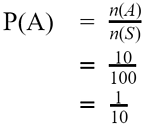 P(A) = n(A)/n(S)
= 10/100
= 1/10